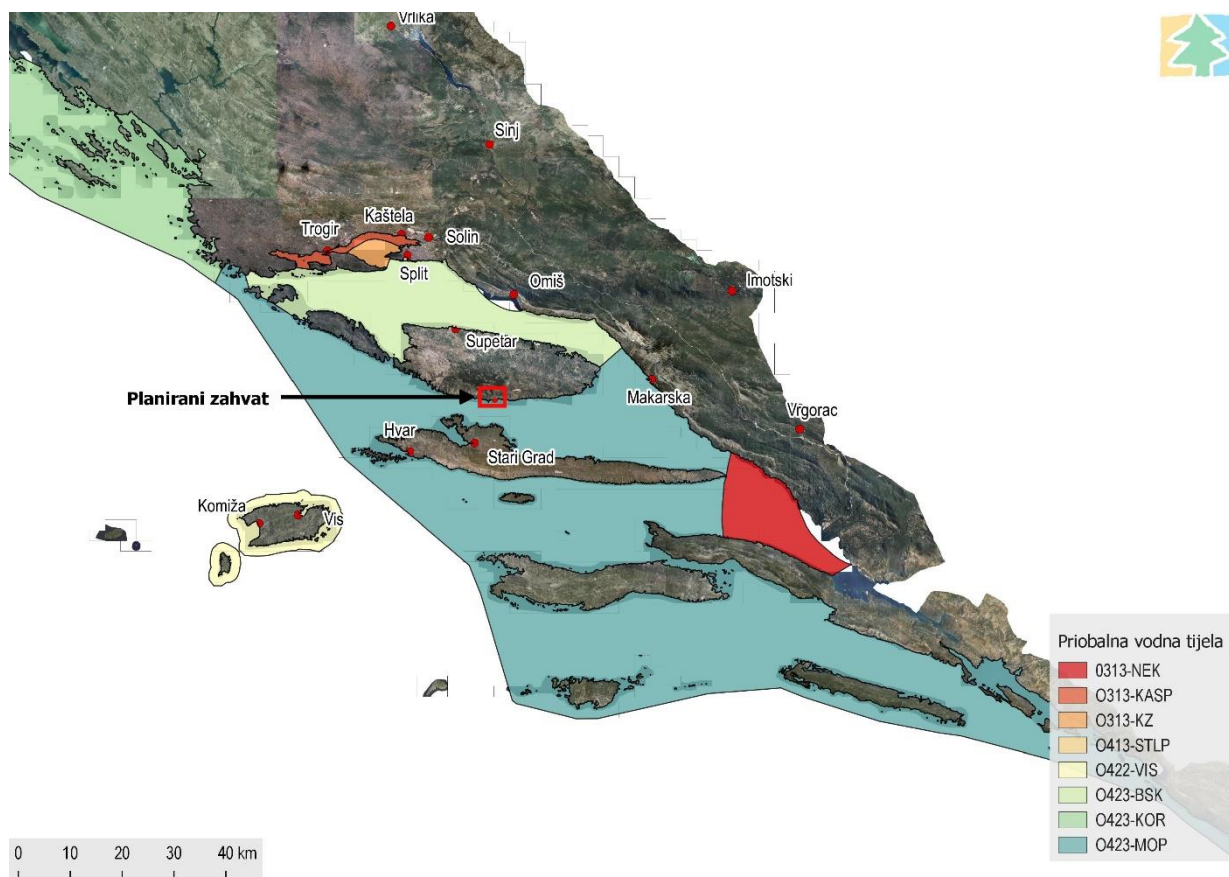 Vrlika
Sinj
Kaštela
Trogir
Solin
Split
Omiš
Imotski
Supetar
Planirani zahvat
Makarska
Vrgorac
Hvar
Stari Grad
Komiža
Vis
Priobalna vodna tijela
0313-NEK
O313-KASP
O313-KZ
O413-STLP
O422-VIS
O423-BSK
O423-KOR
O423-MOP
0 10 20 30 40 km